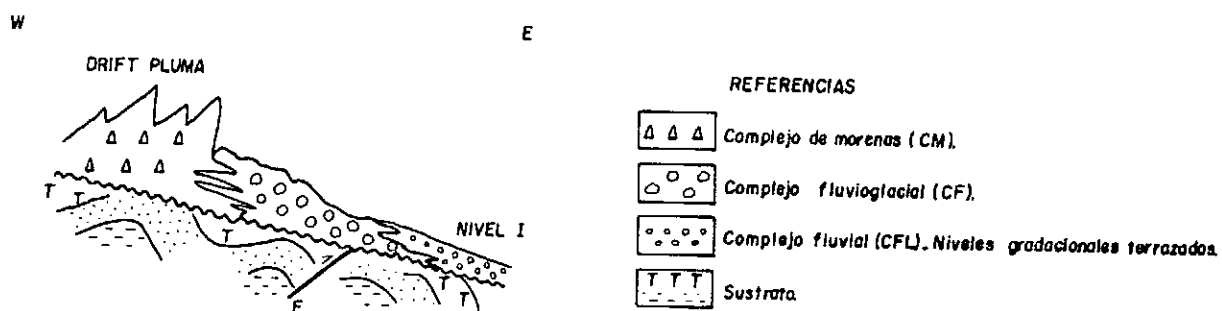 W
E
DRIFT PLUMA
NIVEL I
T T
T
T T
F
REFERENCIAS
Complejo de morenas (CM).
Complejo fluvioglacial (CF).
Complejo fluvial (CFL). Niveles gradacionales terrazados.
T T T
Sustrato.